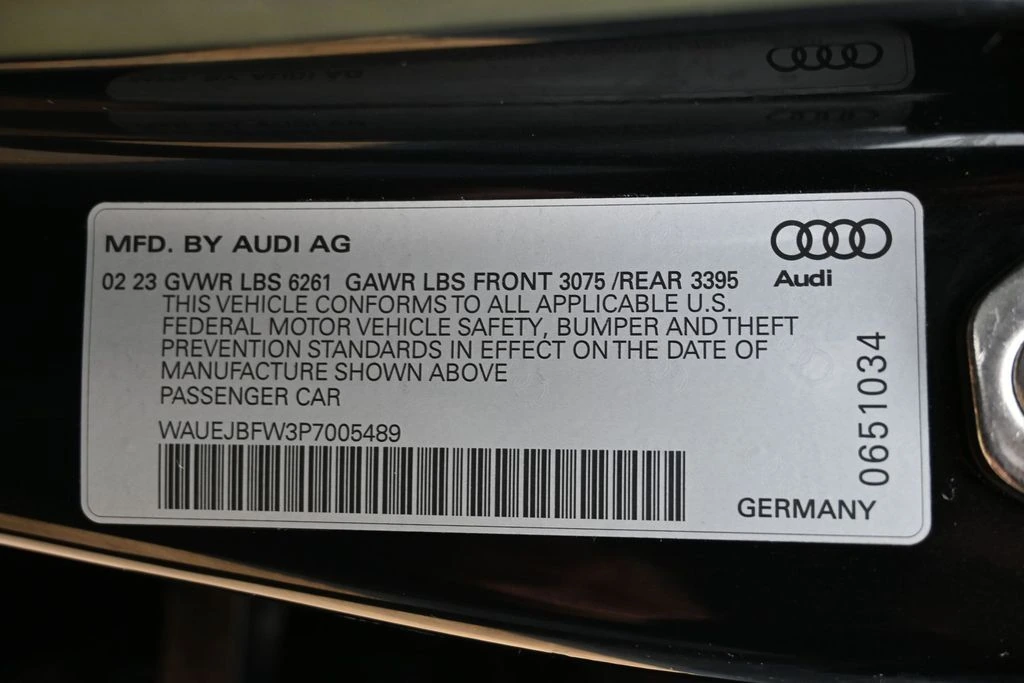 MFD. BY AUDI AG
Audi
02 23 GVWR LBS 6261 GAWR LBS FRONT 3075 /REAR 3395
THIS VEHICLE CONFORMS TO ALL APPLICABLE U.S.
FEDERAL MOTOR VEHICLE SAFETY, BUMPER AND THEFT
PREVENTION STANDARDS IN EFFECT ON THE DATE OF
MANUFACTURE SHOWN ABOVE
PASSENGER CAR
WAUEJBFW3P7005489
0651034
GERMANY